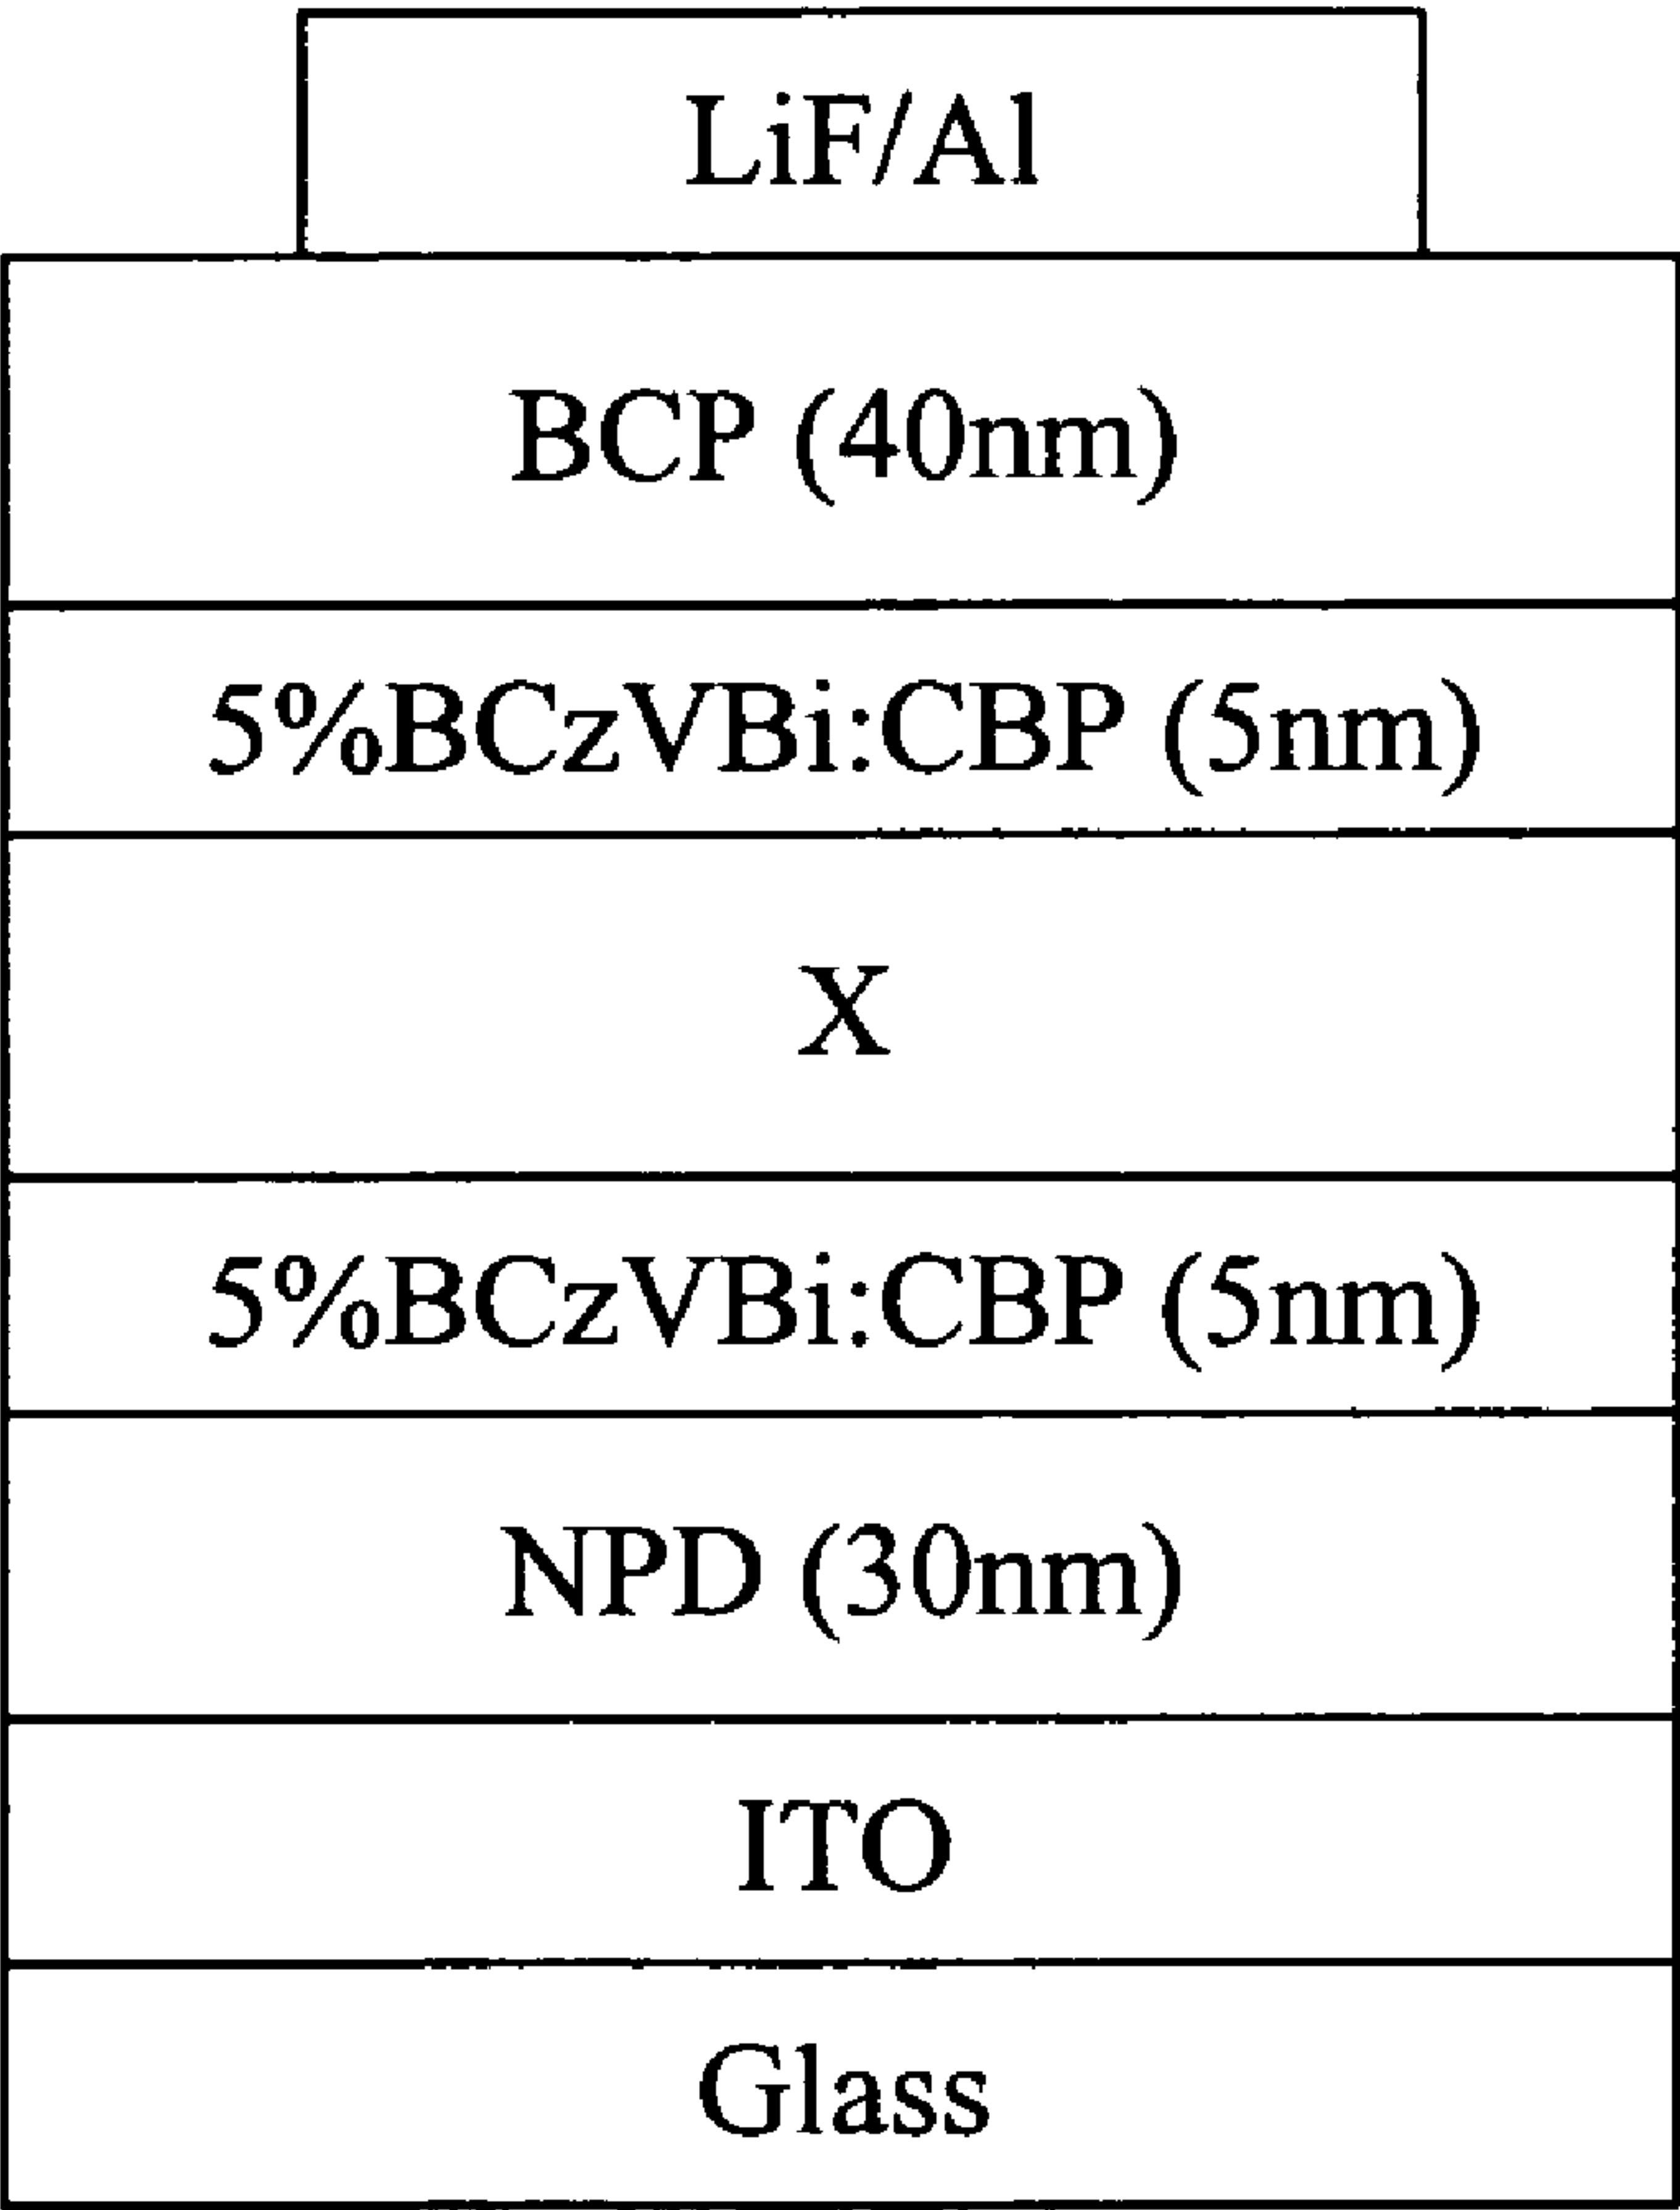 LiF/Al
BCP (40nm)
5%BCzVBi:CBP (5nm)
X
5%BCzVBi:CBP (5nm)
NPD (30nm)
ITO
Glass